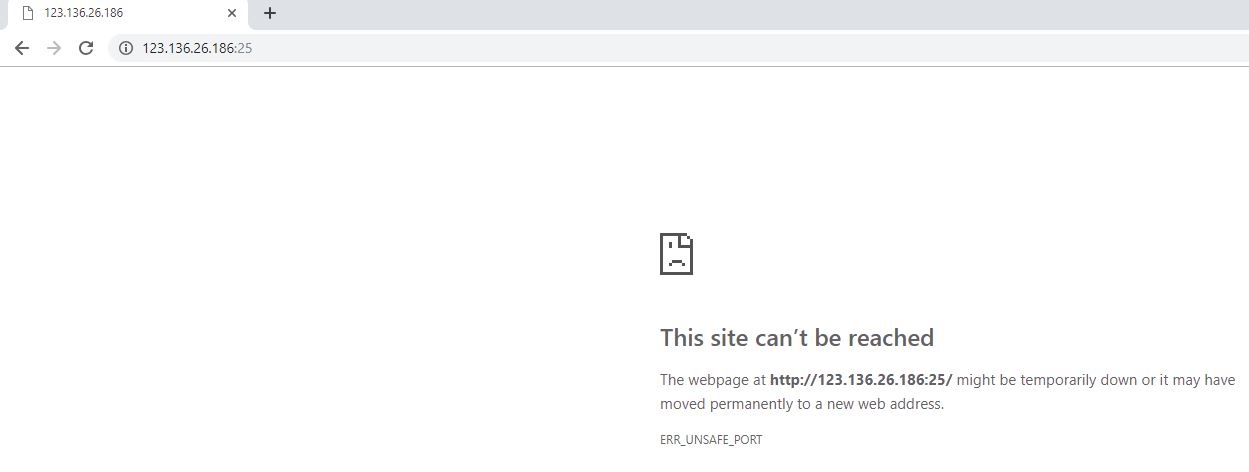 123.136.26.186
123.136.26.186:25
This site can’t be reached
The webpage at http://123.136.26.186:25/ might be temporarily down or it may have
moved permanently to a new web address.
ERR_UNSAFE_PORT